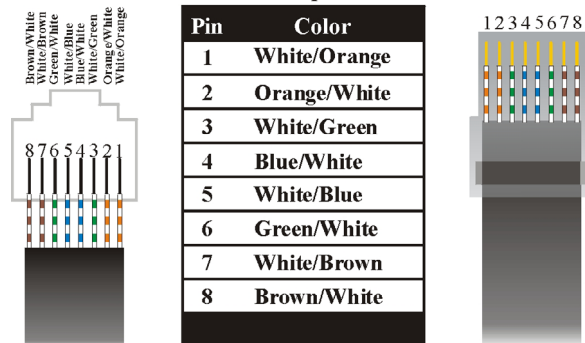 Brown/White
White/Brown
Green/White
White/Blue
Blue/White
White/Green
Orange/White
White/Orange
8 7 6 5 4 3 2 1
Pin Color
1 White/Orange
2 Orange/White
3 White/Green
4 Blue/White
5 White/Blue
6 Green/White
7 White/Brown
8 Brown/White
1 2 3 4 5 6 7 8